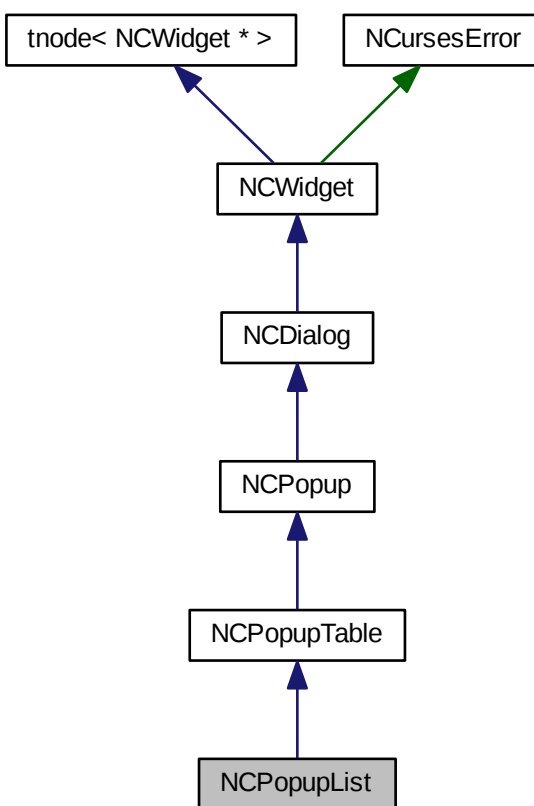 tnode< NCWidget * >
NCursesError
NCWidget
NCDialog
NCPopup
NCPopupTable
NCPopupList